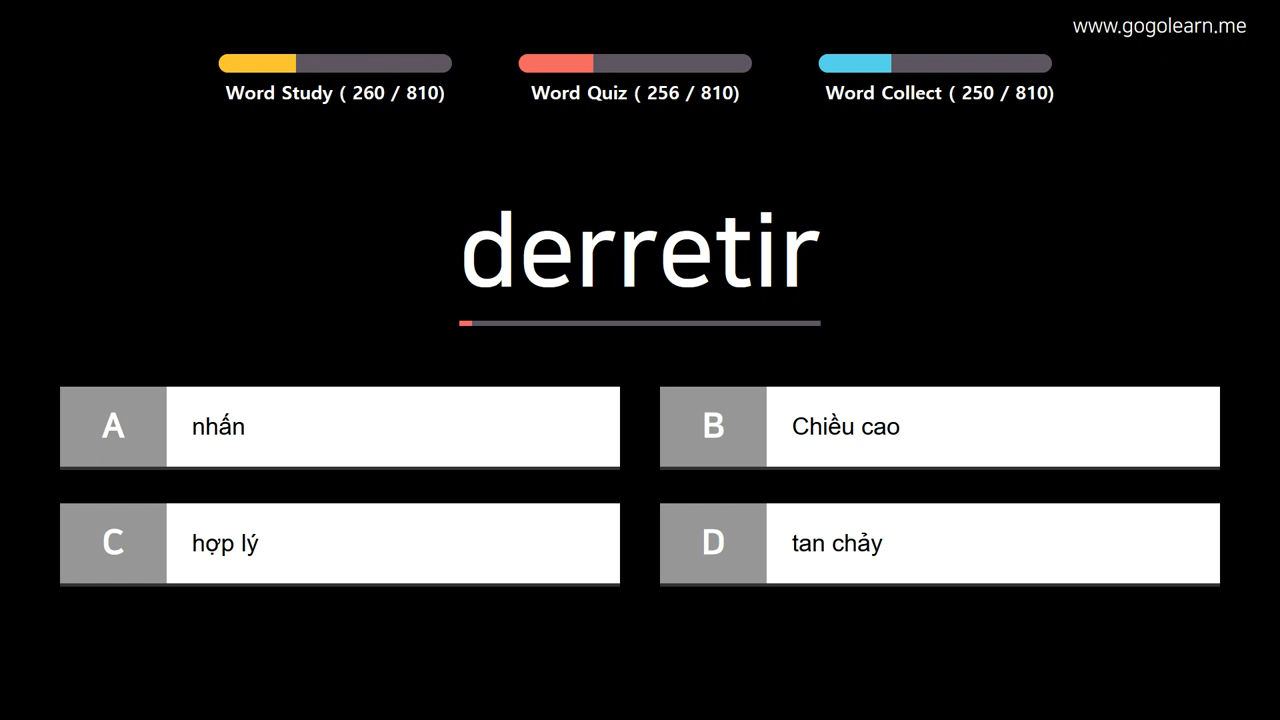 www.gogolearn.me
Word Study ( 260 / 810)
Word Quiz ( 256 / 810)
Word Collect ( 250 / 810)
derretir
A nhấn
B Chiều cao
C hợp lý
D tan chảy